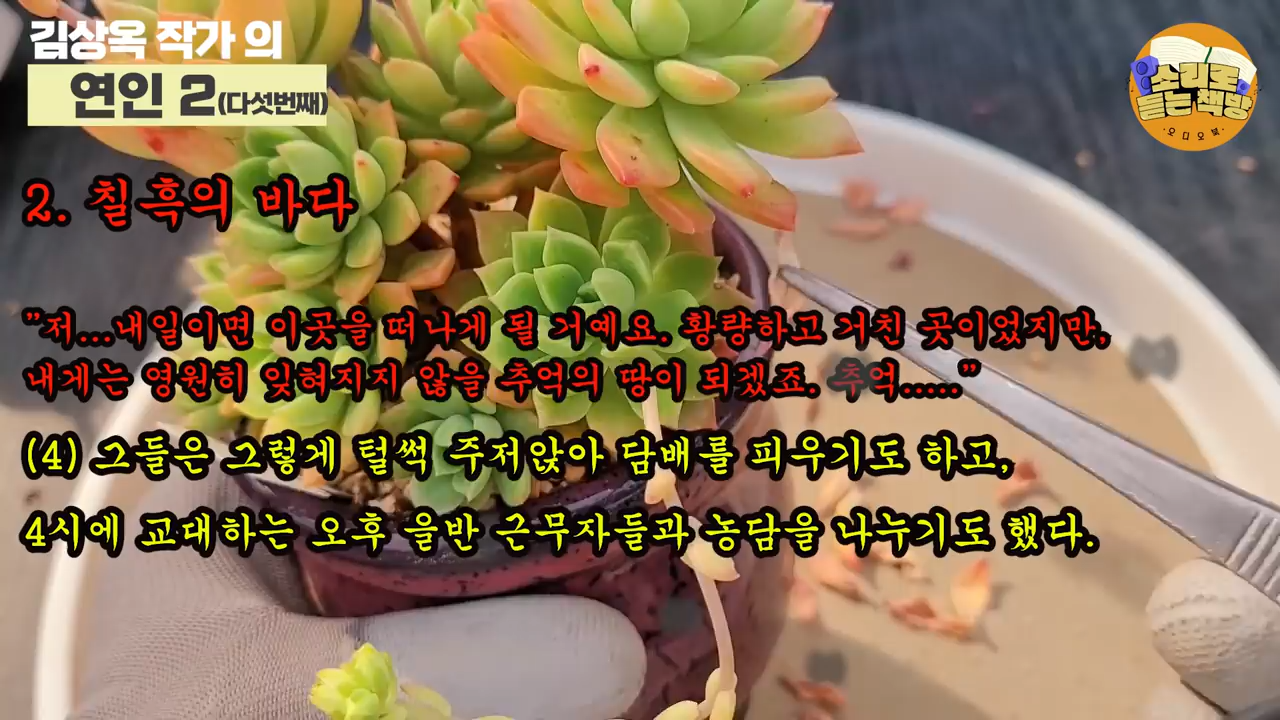 김상옥 작가 의
연인 2(다섯번째)
소리로
듣는 책방
·오디오북·
2. 칠흑의 바다
"저...내일이면 이곳을 떠나게 될 거예요. 황량하고 거친 곳이었지만,
내게는 영원히 잊혀지지 않을 추억의 땅이 되겠죠. 추억....."
(4) 그들은 그렇게 털썩 주저앉아 담배를 피우기도 하고,
4시에 교대하는 오후 을반 근무자들과 농담을 나누기도 했다.